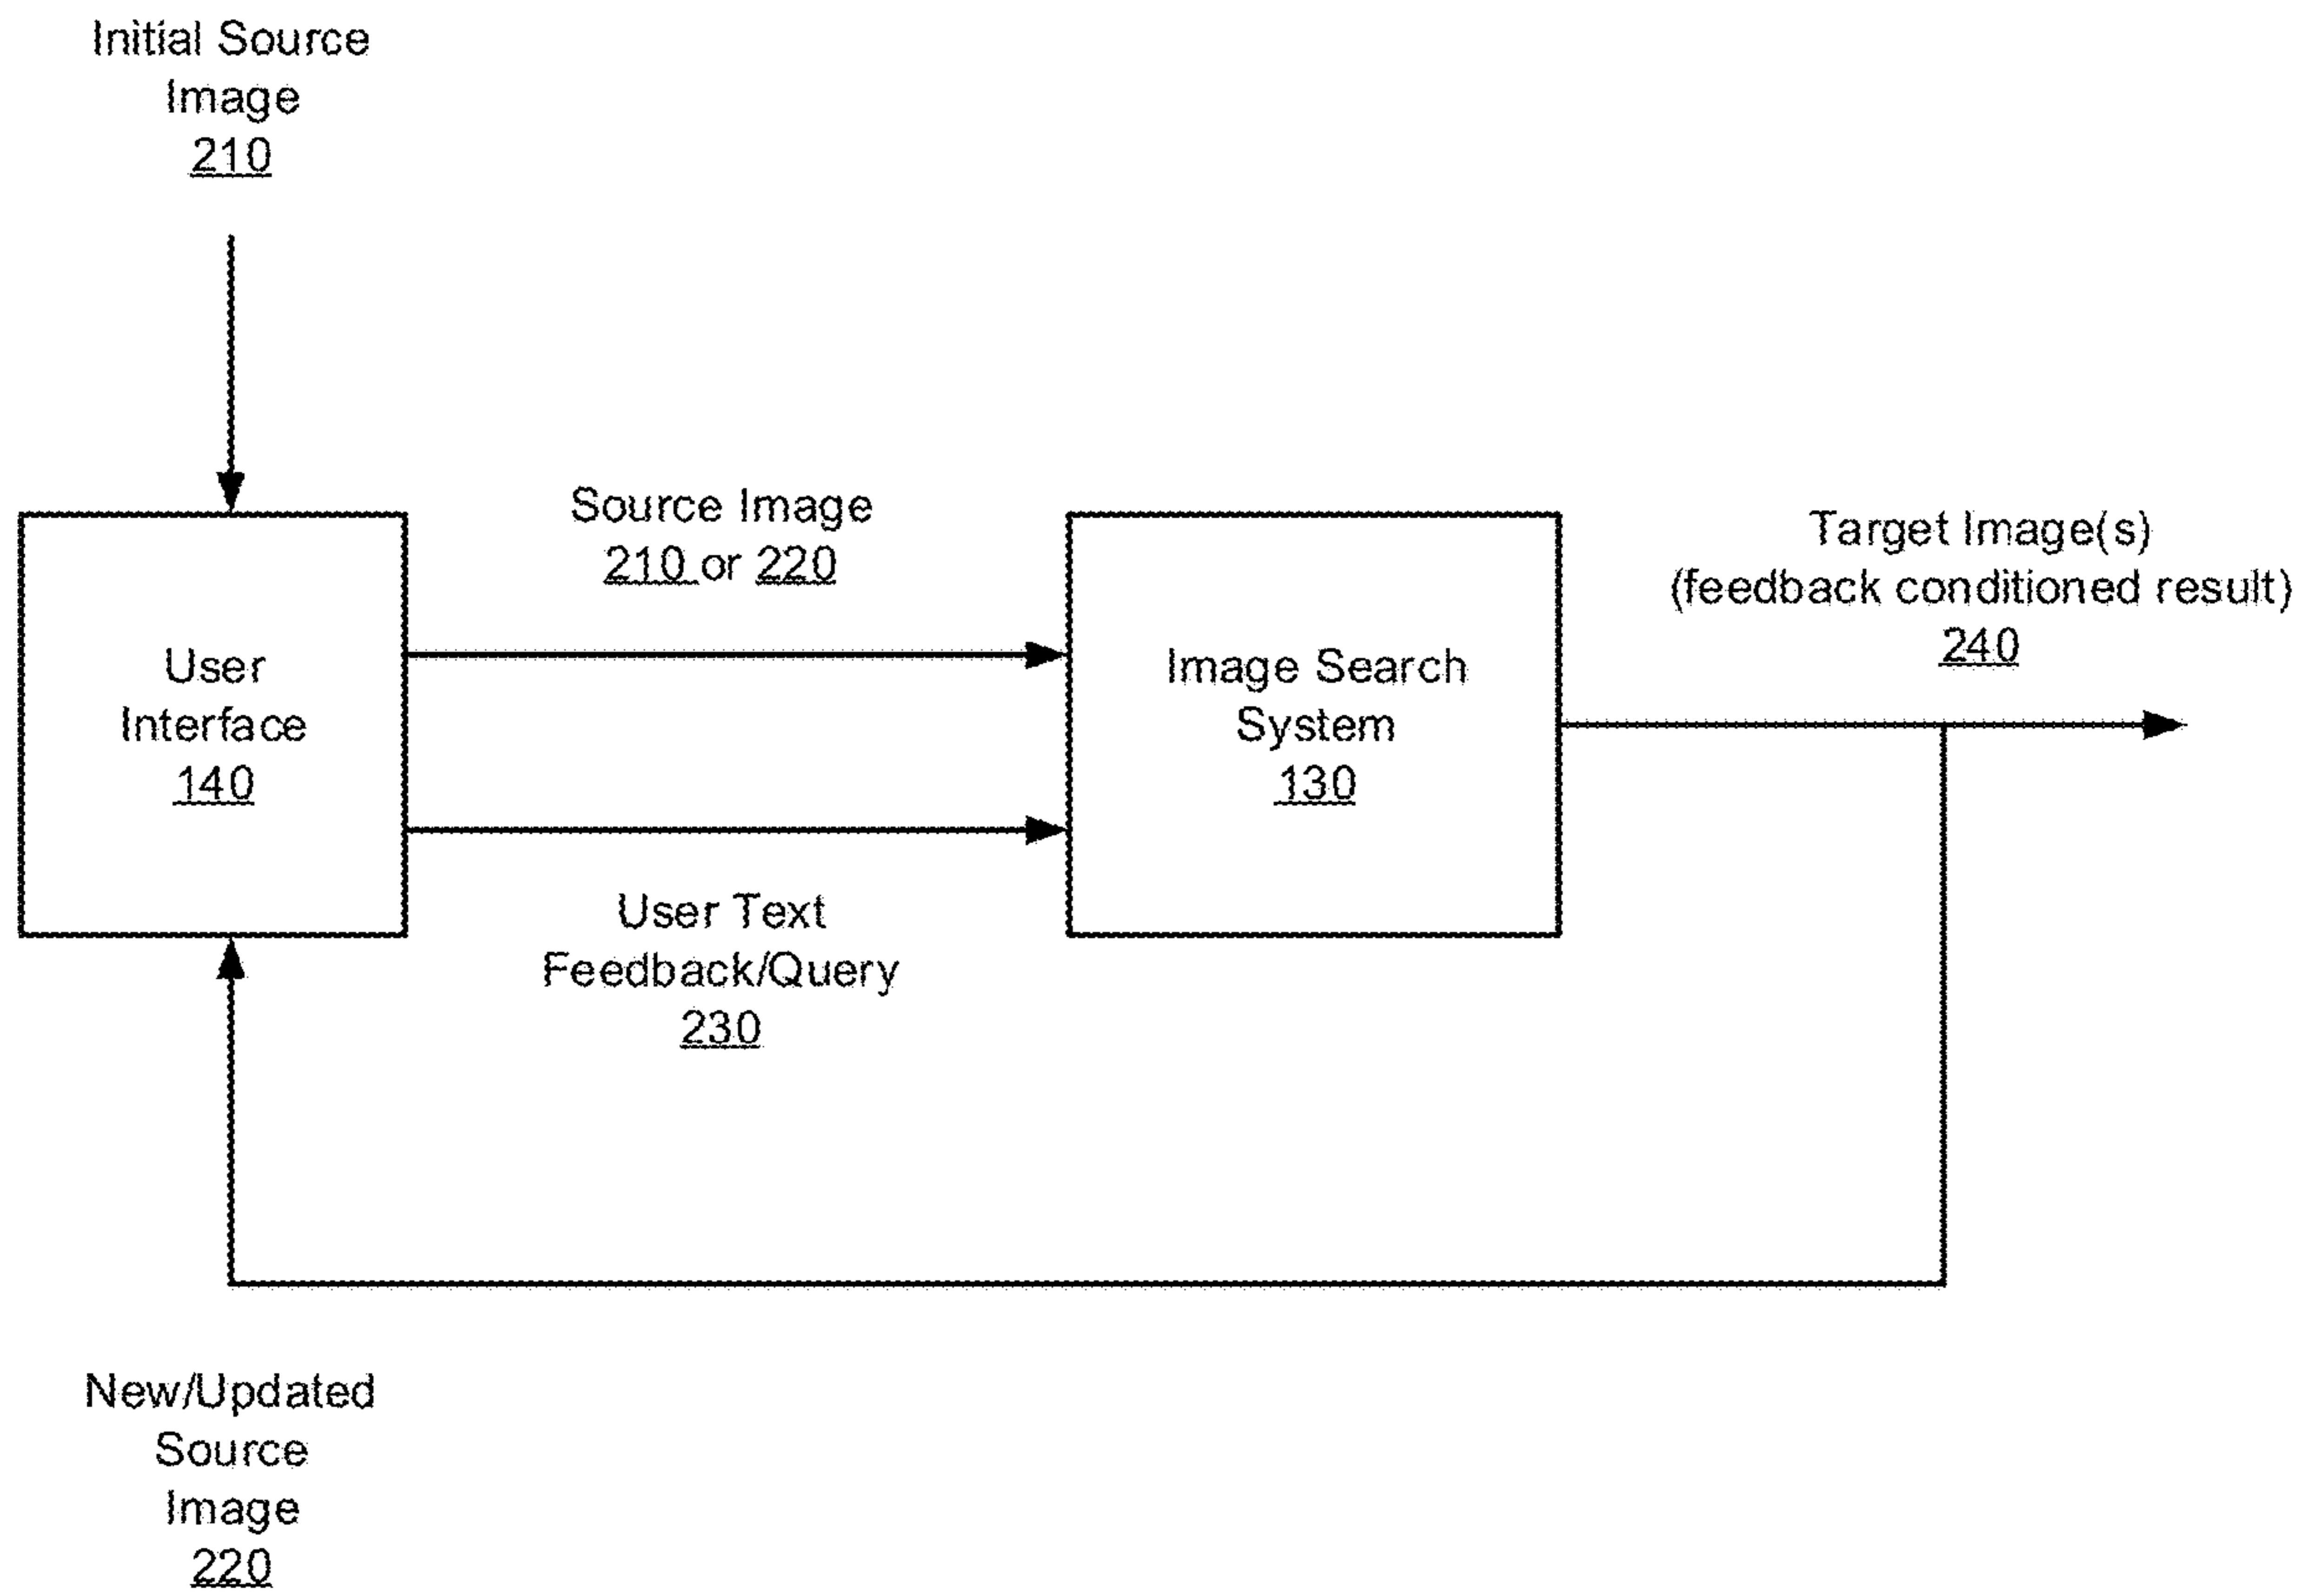 Initial Source
Image
210
Source Image
210 or 220
User
Interface
140
Image Search
System
130
Target Image(s)
(feedback conditioned result)
240
User Text
Feedback/Query
230
New/Updated
Source
Image
220